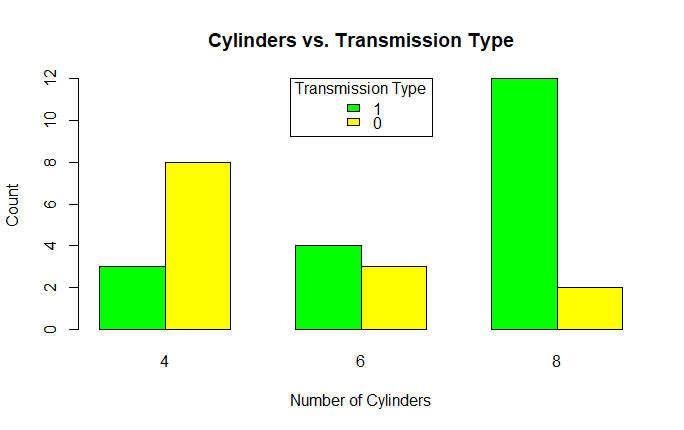 Cylinders vs. Transmission Type
Transmission Type
1
0
Count
12
10
8
6
4
2
0
4 6 8
Number of Cylinders